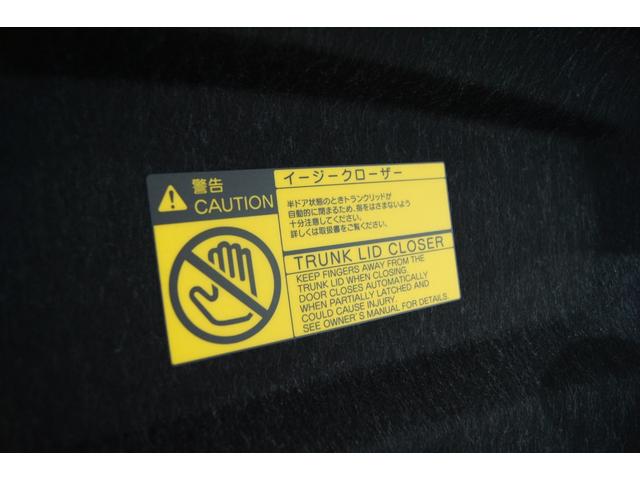 警告
CAUTION
イージークローザー
半ドア状態のときトランクリッドが
自動的に閉まるため、指をはさまないよう
十分注意してください。
詳しくは取扱書をご覧ください。
TRUNK LID CLOSER
KEEP FINGERS AWAY FROM THE
TRUNK LID WHEN CLOSING.
DOOR CLOSES AUTOMATICALLY
WHEN PARTIALLY LATCHED AND
COULD CAUSE INJURY.
SEE OWNER'S MANUAL FOR DETAILS.